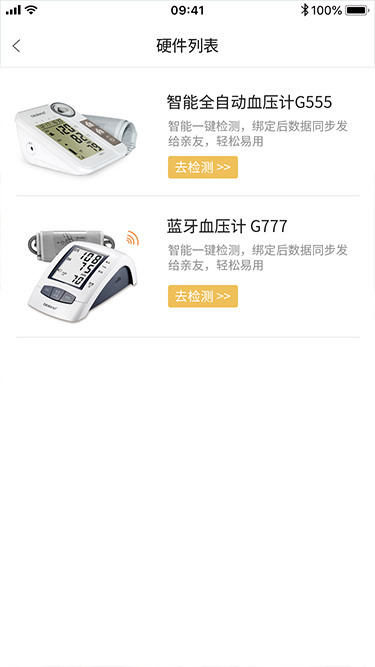 09:41
100%
硬件列表
智能全自动血压计G555
智能一键检测，绑定后数据同步发
给亲友，轻松易用
去检测 >>
蓝牙血压计 G777
智能一键检测，绑定后数据同步发
给亲友，轻松易用
去检测 >>
108
75
70